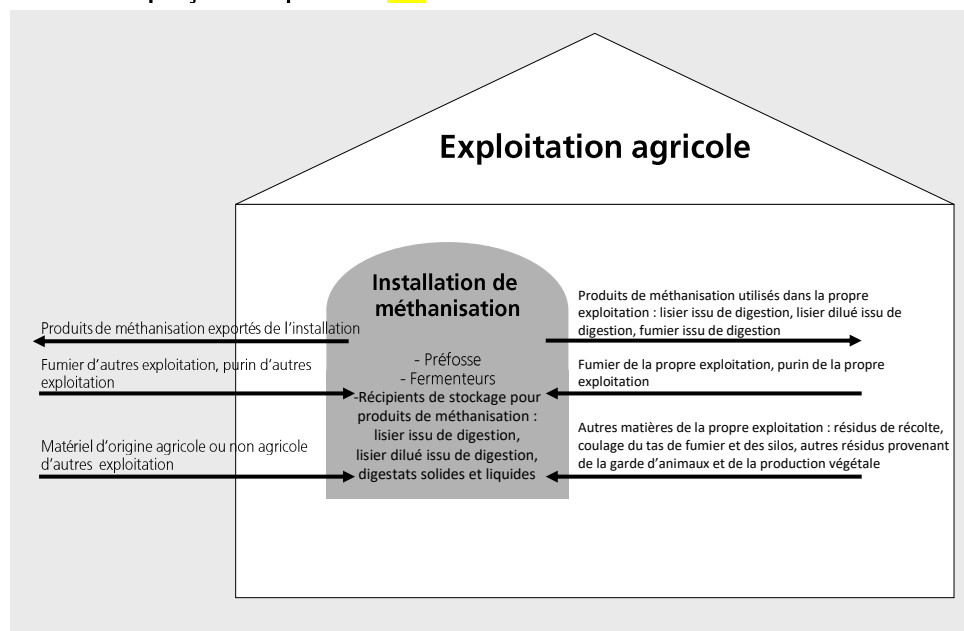 Exploitation agricole
Installation de
méthanisation
Produits de méthanisation exportés de l'installation
Fumier d'autres exploitation, purin d'autres
exploitation
Matériel d'origine agricole ou non agricole
d'autres exploitation
- Préfosse
- Fermenteurs
-Récipients de stockage pour
produits de méthanisation :
lisier issu de digestion,
lisier dilué issu de digestion,
digestats solides et liquides
Produits de méthanisation utilisés dans la propre
exploitation : lisier issu de digestion, lisier dilué issu de
digestion, fumier issu de digestion
Fumier de la propre exploitation, purin de la propre
exploitation
Autres matières de la propre exploitation : résidus de récolte,
coulage du tas de fumier et des silos, autres résidus provenant
de la garde d'animaux et de la production végétale